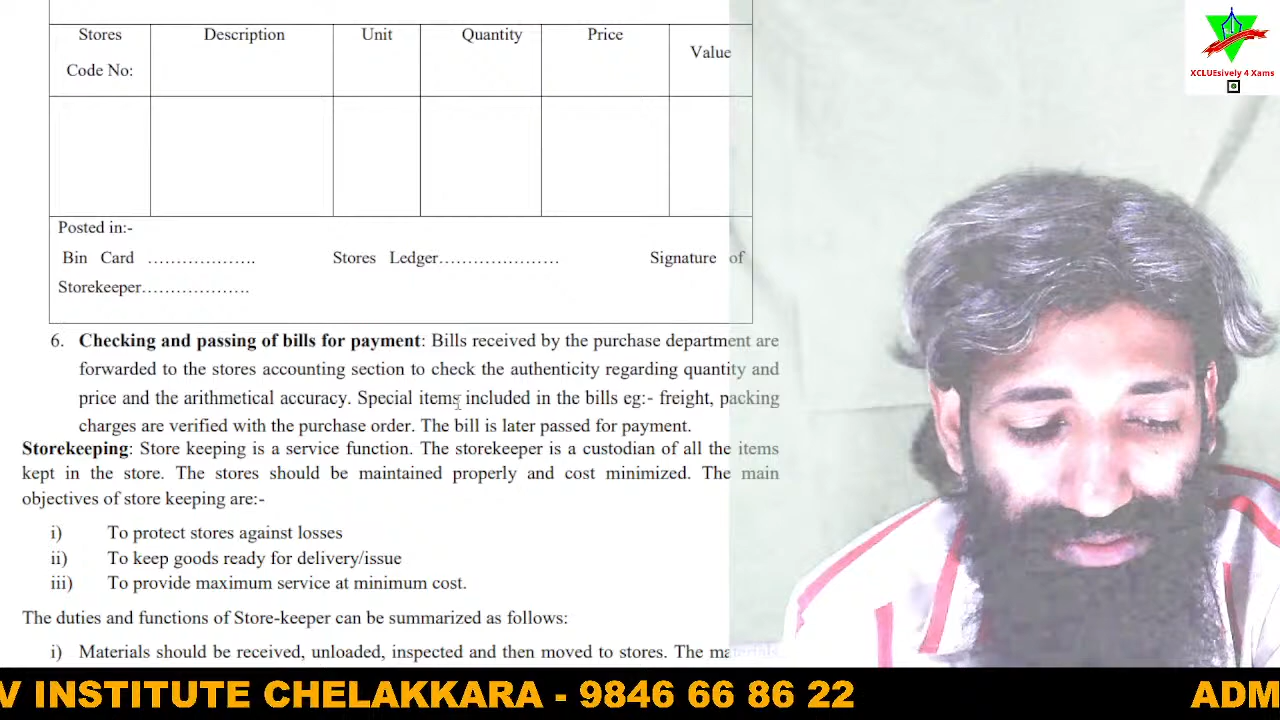 Stores Description Unit Quantity Price Value
Code No:
Posted in:-
Bin Card ………………. Stores Ledger………………… Signature of
Storekeeper……………….
6. Checking and passing of bills for payment: Bills received by the purchase department are
forwarded to the stores accounting section to check the authenticity regarding quantity and
price and the arithmetical accuracy. Special items included in the bills eg:- freight, packing
charges are verified with the purchase order. The bill is later passed for payment.
Storekeeping: Store keeping is a service function. The storekeeper is a custodian of all the items
kept in the store. The stores should be maintained properly and cost minimized. The main
objectives of store keeping are:-
i) To protect stores against losses
ii) To keep goods ready for delivery/issue
iii) To provide maximum service at minimum cost.
The duties and functions of Store-keeper can be summarized as follows:
i) Materials should be received, unloaded, inspected and then moved to stores. The materials
XCLUEsively 4 Xams
V INSTITUTE CHELAKKARA - 9846 66 86 22 ADM